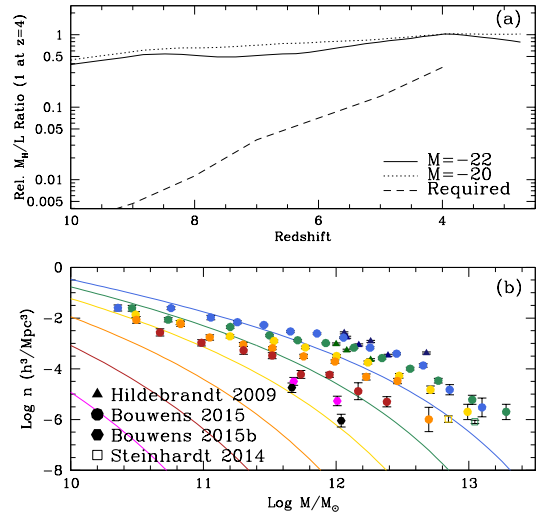 (a)
Rel. M_H/L Ratio (1 at z=4)
1
0.5
0.1
0.05
0.01
0.005
M=-22
M=-20
Required
10 8 6 4
Redshift
(b)
Log n (h³/Mpc³)
0
-2
-4
-6
-8
Hildebrandt 2009
Bouwens 2015
Bouwens 2015b
Steinhardt 2014
10 11 12 13
Log M/M_⊙